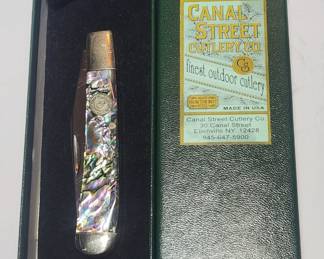 CANAL
STREET
CUTLERY CO.
CS
finest outdoor cutlery
MADE IN USA
Canal Street Cutlery Co.
30 Canal Street
Ellenville NY 12428
845-647-5900